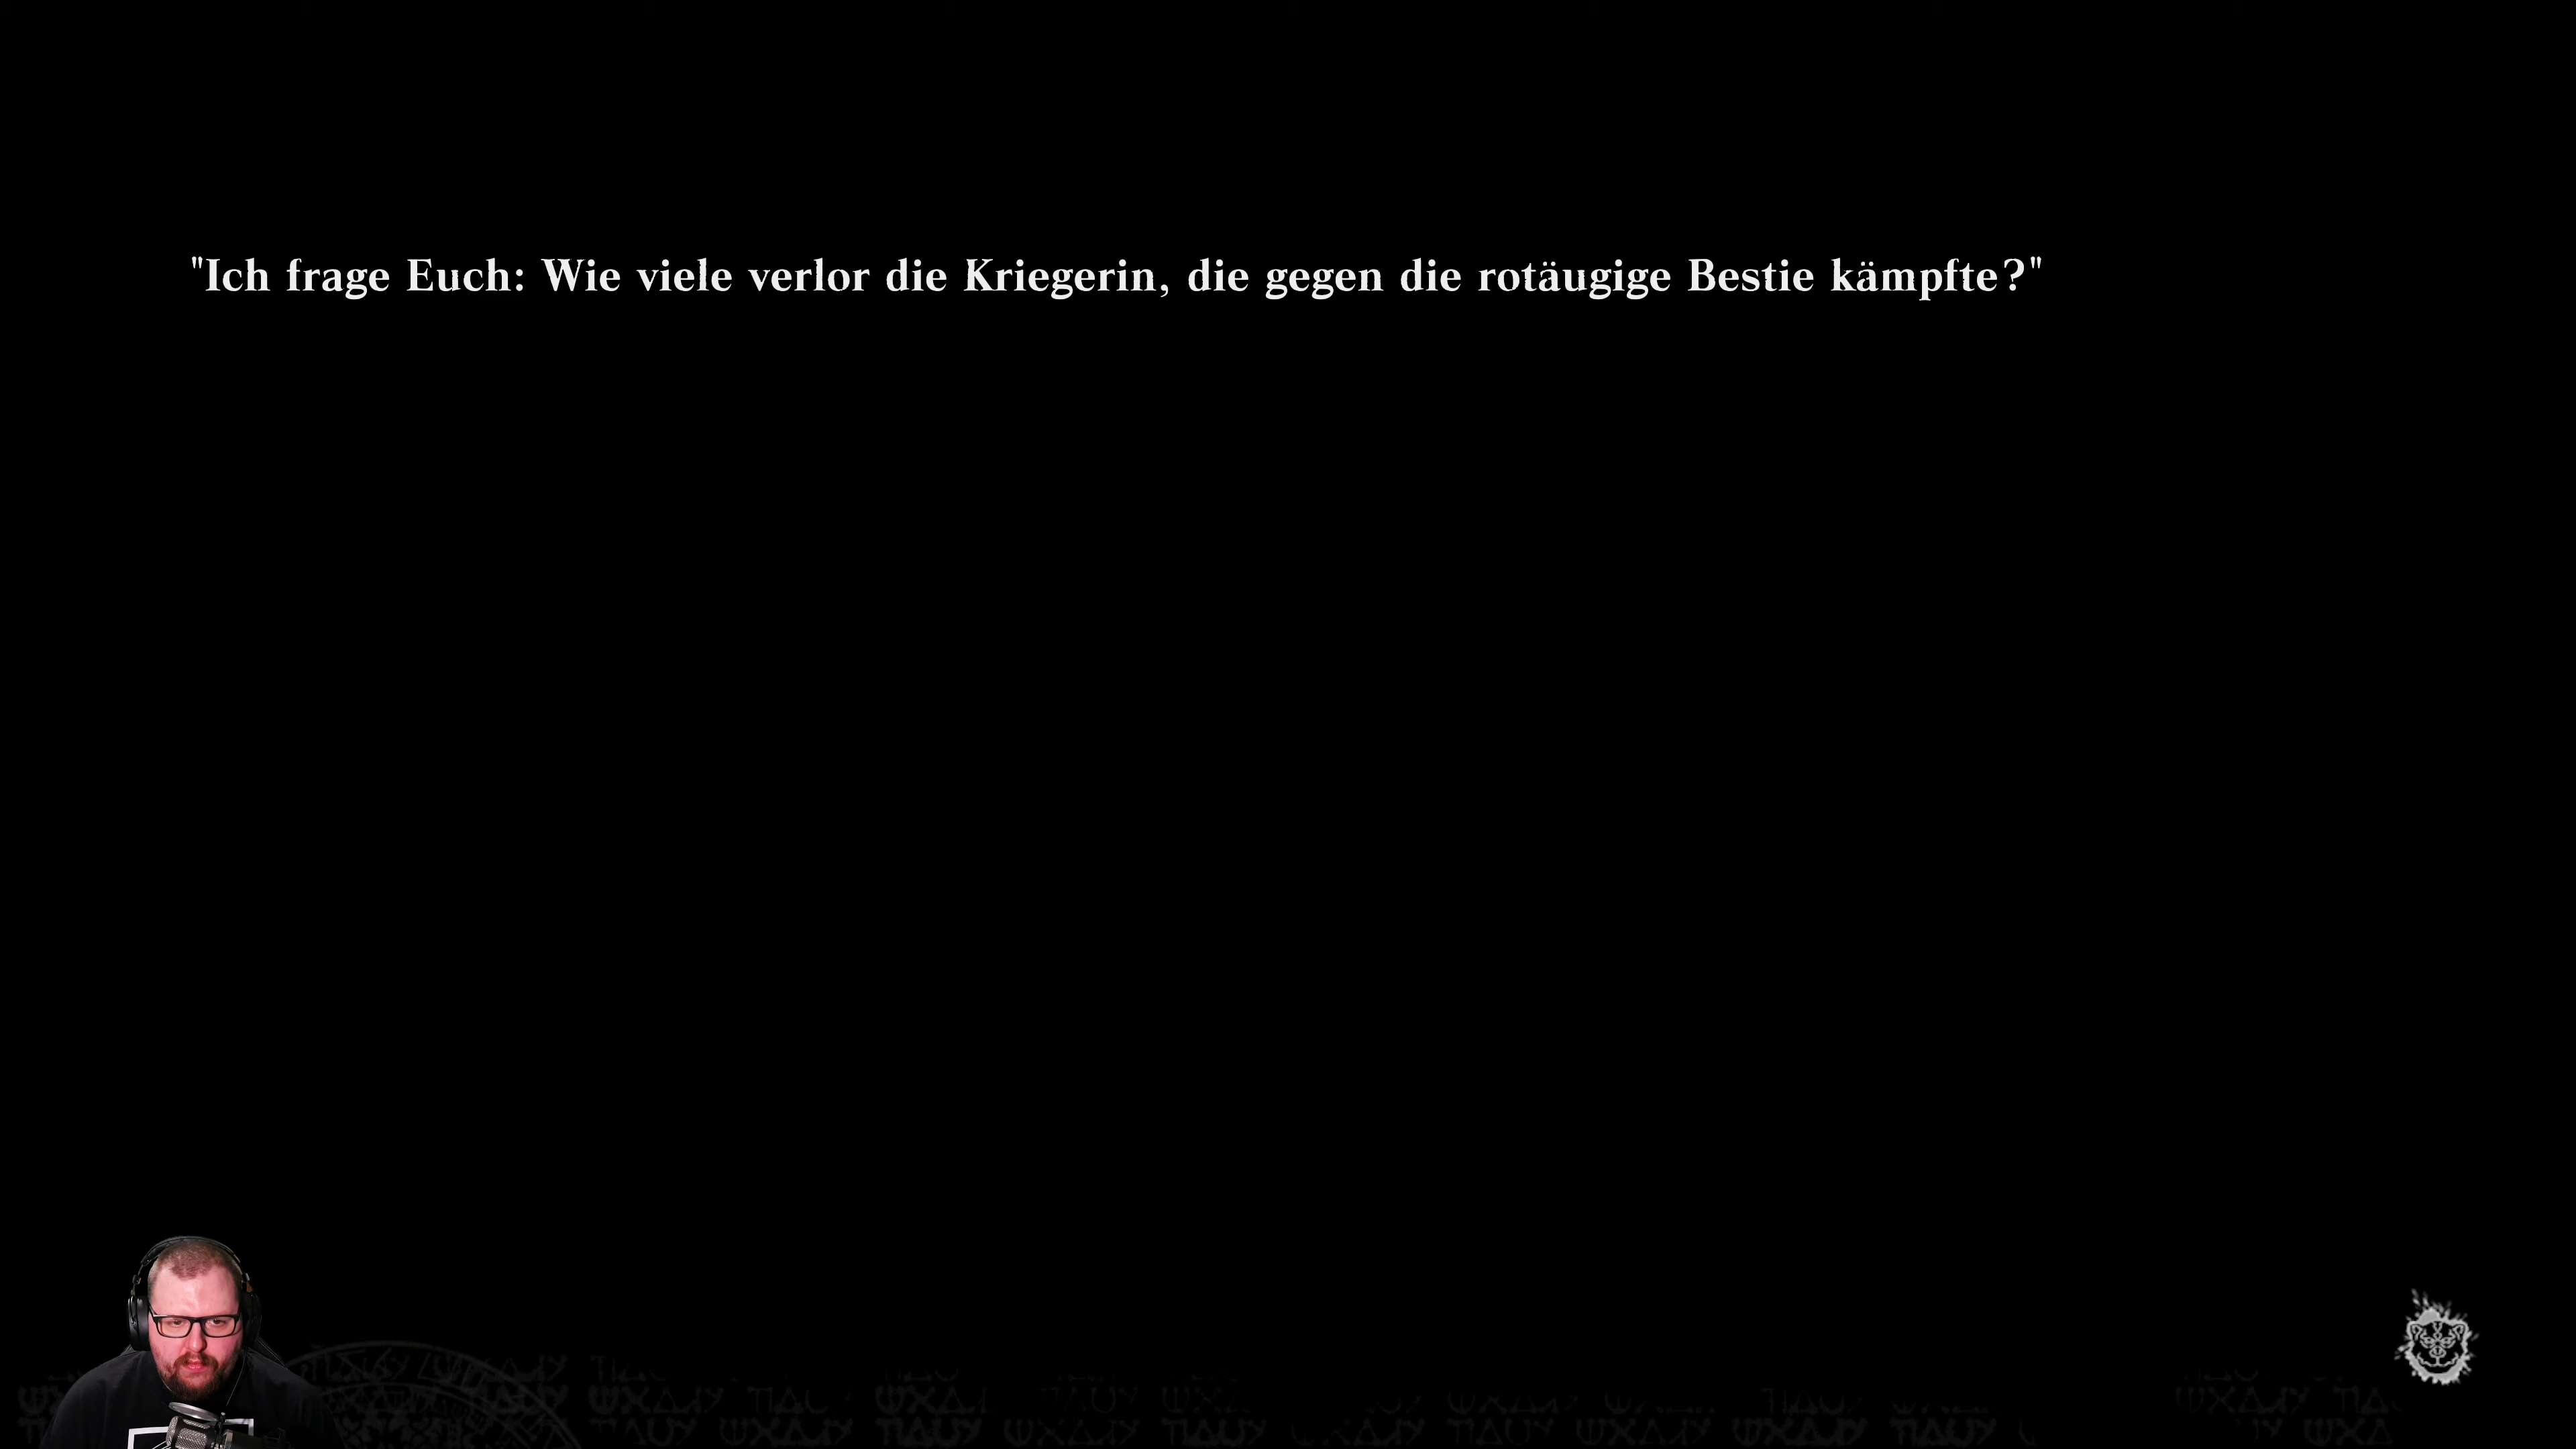 "Ich frage Euch: Wie viele verlor die Kriegerin, die gegen die rotäugige Bestie kämpfte?"